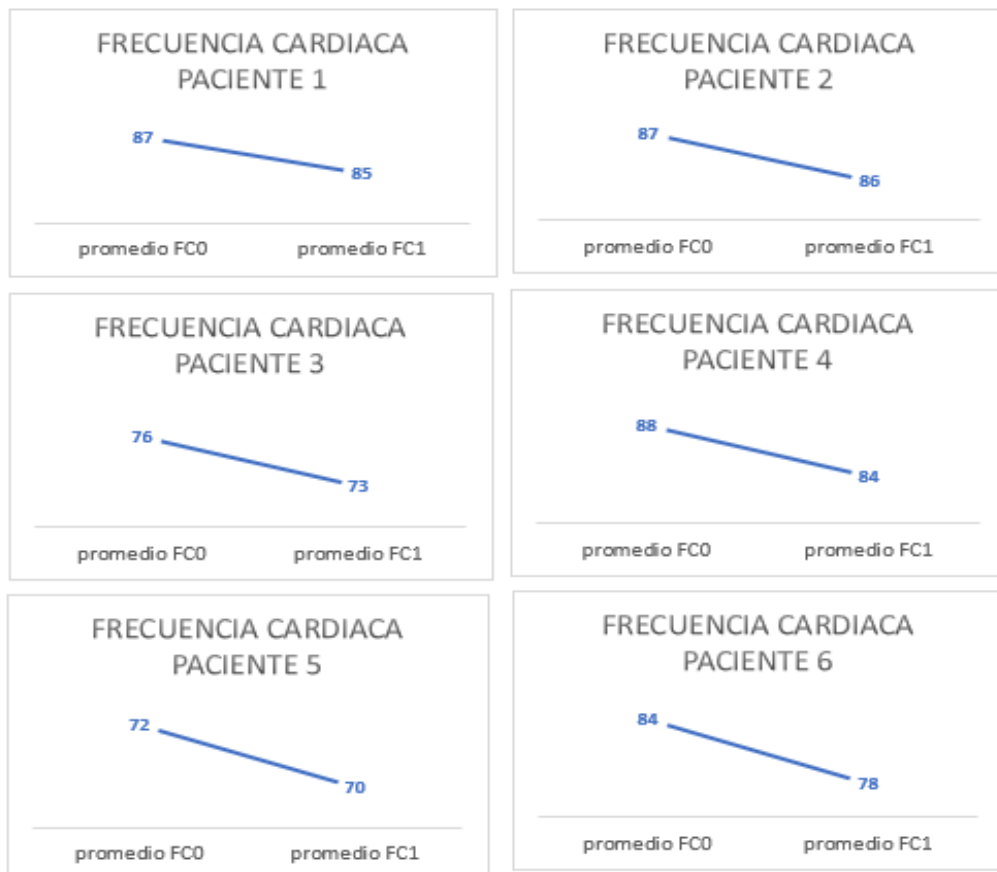 FRECUENCIA CARDIACA
PACIENTE 1
87
85
promedio FC0
promedio FC1
FRECUENCIA CARDIACA
PACIENTE 2
87
86
promedio FC0
promedio FC1
FRECUENCIA CARDIACA
PACIENTE 3
76
73
promedio FC0
promedio FC1
FRECUENCIA CARDIACA
PACIENTE 4
88
84
promedio FC0
promedio FC1
FRECUENCIA CARDIACA
PACIENTE 5
72
70
promedio FC0
promedio FC1
FRECUENCIA CARDIACA
PACIENTE 6
84
78
promedio FC0
promedio FC1